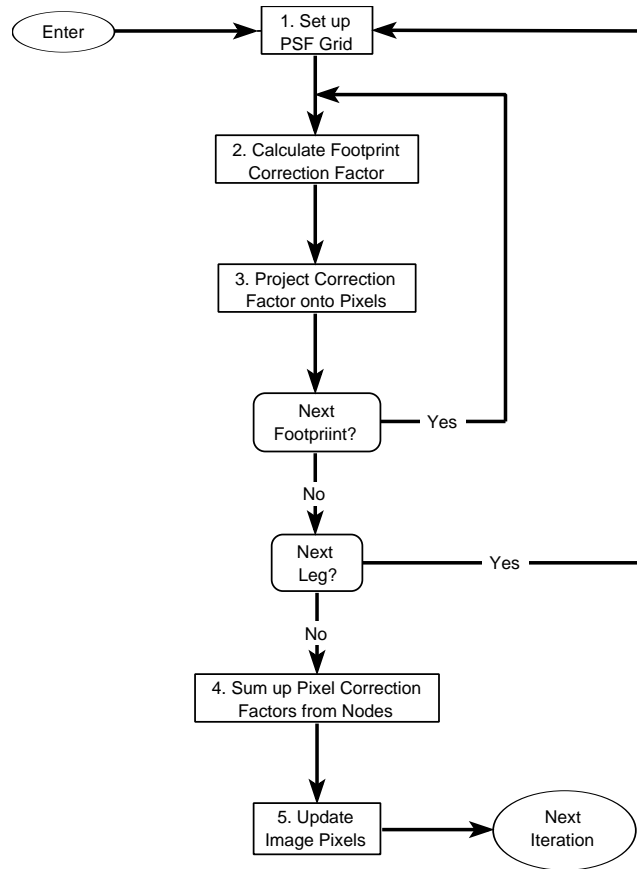 Enter
1. Set up
PSF Grid
2. Calculate Footprint
Correction Factor
3. Project Correction
Factor onto Pixels
Next
Footpriint?
Yes
No
Next
Leg?
Yes
No
4. Sum up Pixel Correction
Factors from Nodes
5. Update
Image Pixels
Next
Iteration